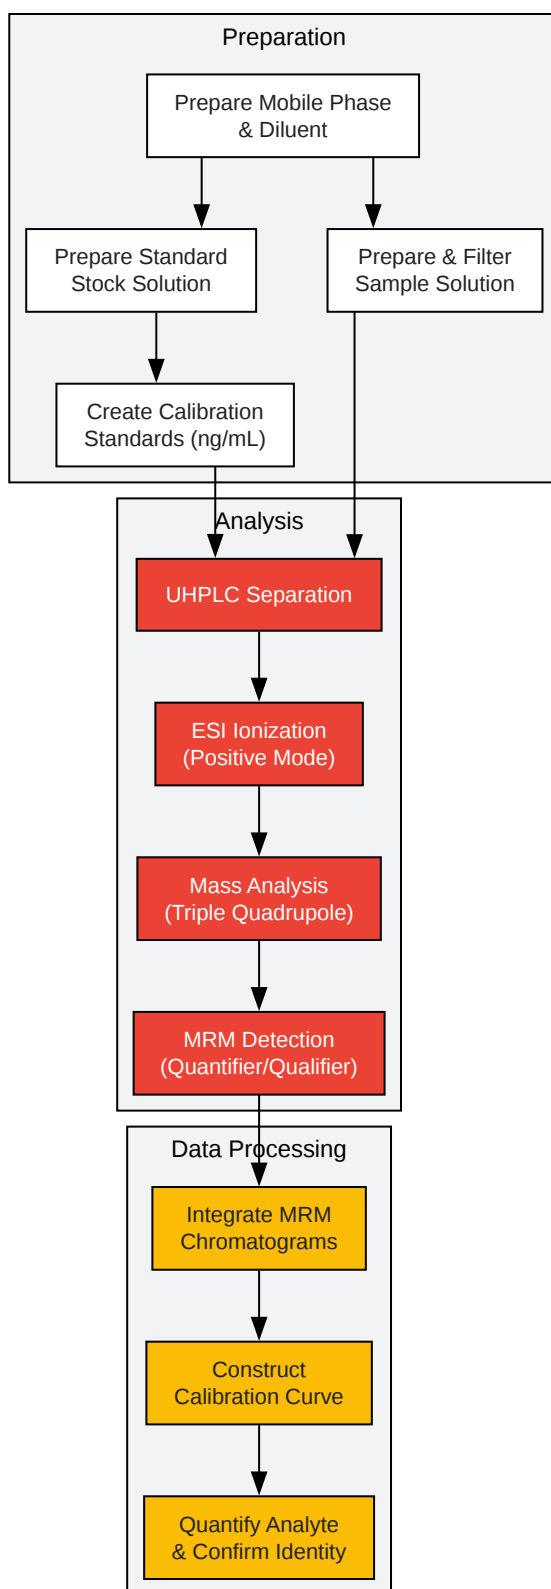 Preparation
Prepare Mobile Phase
& Diluent
Prepare Standard
Stock Solution
Prepare & Filter
Sample Solution
Create Calibration
Standards (ng/mL)
Analysis
UHPLC Separation
ESI Ionization
(Positive Mode)
Mass Analysis
(Triple Quadrupole)
MRM Detection
(Quantifier/Qualifier)
Data Processing
Integrate MRM
Chromatograms
Construct
Calibration Curve
Quantify Analyte
& Confirm Identity